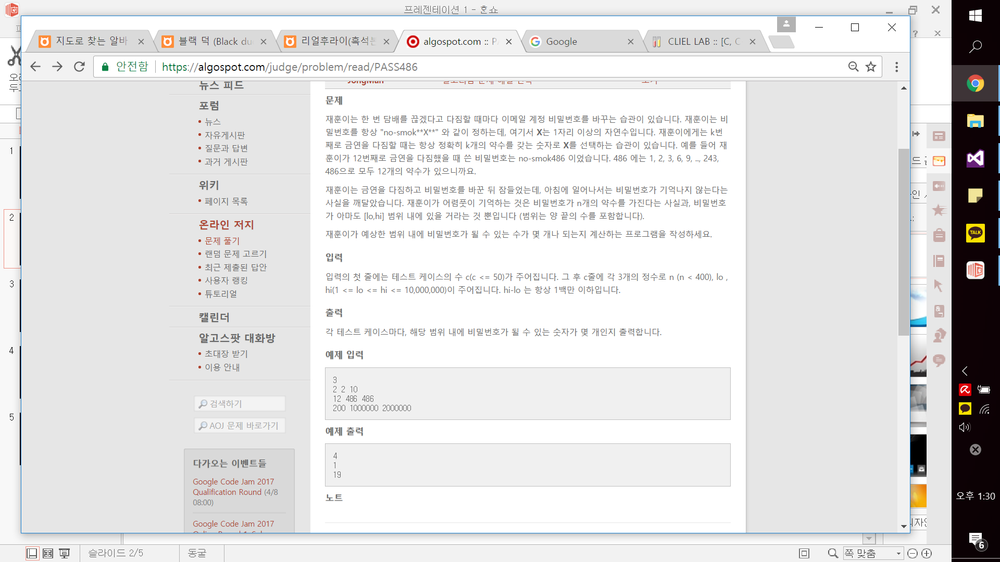 프레젠테이션 1 - 한쇼
지도로 찾는 알바
블랙 덕 (Black du
리얼후라이(흑석본
algospot.com :: P
Google
CLIEL LAB :: [C, C
안전함
https://algospot.com/judge/problem/read/PASS486
뉴스 피드
포럼
뉴스
자유게시판
질문과 답변
과거 게시판
위키
페이지 목록
온라인 저지
문제 풀기
랜덤 문제 고르기
최근 제출된 답안
사용자 랭킹
튜토리얼
캘린더
알고스팟 대화방
초대장 받기
이용 안내
검색하기
AOJ 문제 바로가기
다가오는 이벤트들
Google Code Jam 2017
Qualification Round (4/8
08:00)
Google Code Jam 2017
문제
재훈이는 한 번 담배를 끊겠다고 다짐할 때마다 이메일 계정 비밀번호를 바꾸는 습관이 있습니다. 재훈이는 비
밀번호를 항상 "no-smok**X**" 와 같이 정하는데, 여기서 X는 1자리 이상의 자연수입니다. 재훈이에게는 k번
째로 금연을 다짐할 때는 항상 정확히 k개의 약수를 갖는 숫자로 X를 선택하는 습관이 있습니다. 예를 들어 재
훈이가 12번째로 금연을 다짐했을 때 쓴 비밀번호는 no-smok486 이었습니다. 486 에는 1, 2, 3, 6, 9, .., 243,
486으로 모두 12개의 약수가 있으니까요.
재훈이는 금연을 다짐하고 비밀번호를 바꾼 뒤 잠들었는데, 아침에 일어나서는 비밀번호가 기억나지 않는다는
사실을 깨달았습니다. 재훈이가 어렴풋이 기억하는 것은 비밀번호가 n개의 약수를 가진다는 사실과, 비밀번호
가 아마도 [lo,hi] 범위 내에 있을 거라는 것 뿐입니다 (범위는 양 끝의 수를 포함합니다).
재훈이가 예상한 범위 내에 비밀번호가 될 수 있는 수가 몇 개나 되는지 계산하는 프로그램을 작성하세요.
입력
입력의 첫 줄에는 테스트 케이스의 수 c(c <= 50)가 주어집니다. 그 후 c줄에 각 3개의 정수로 n (n < 400), lo ,
hi(1 <= lo <= hi <= 10,000,000)이 주어집니다. hi-lo 는 항상 1백만 이하입니다.
출력
각 테스트 케이스마다, 해당 범위 내에 비밀번호가 될 수 있는 숫자가 몇 개인지 출력합니다.
예제 입력
3
2 2 10
12 486 486
200 1000000 2000000
예제 출력
4
1
19
노트
1
2
3
4
5
TALK
오후 1:30
6
슬라이드 2/5
동굴
쪽 맞춤